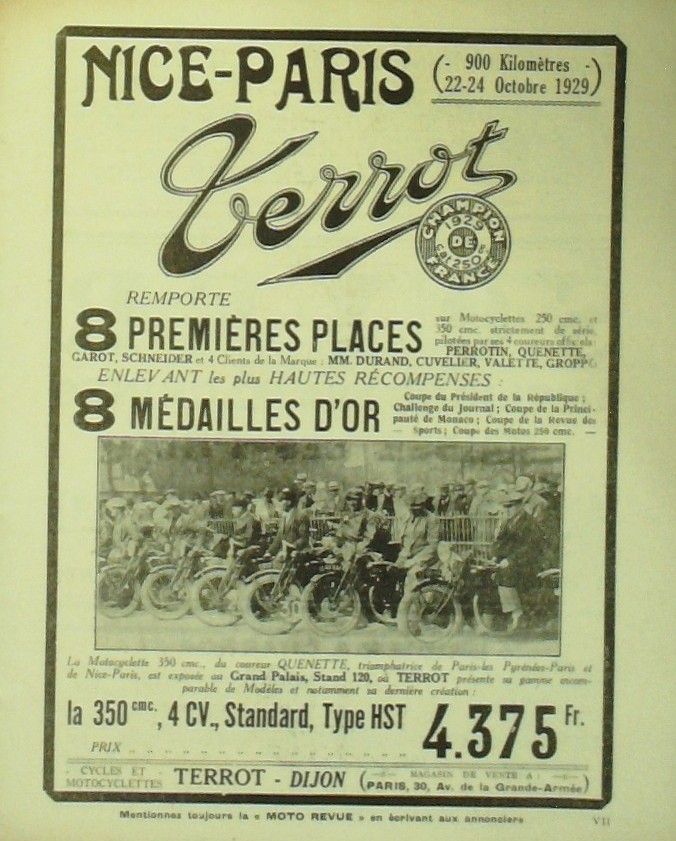 NICE-PARIS
(- 900 Kilomètres -)
(22-24 Octobre 1929)
Terrot
CHAMPION
1929
DE
Cat 250 cc
FRANCE
REMPORTE
8 PREMIÈRES PLACES
sur Motocyclettes 250 cmc. et
350 cmc. strictement de série,
pilotées par ses 4 coureurs officiels :
PERROTIN, QUENETTE,
GAROT, SCHNEIDER et 4 Clients de la Marque : MM. DURAND, CUVELIER, VALETTE, GROPPO
ENLEVANT les plus HAUTES RÉCOMPENSES :
8 MÉDAILLES D'OR
Coupe du Président de la République ;
Challenge du Journal ; Coupe de la Princi-
pauté de Monaco ; Coupe de la Revue des
— Sports ; Coupe des Motos 250 cmc. —
La Motocyclette 350 cmc., du coureur QUENETTE, triomphatrice de Paris-les Pyrénées-Paris et
de Nice-Paris, est exposée au Grand Palais, Stand 120, où TERROT présente sa gamme incom-
parable de Modèles et notamment sa dernière création :
la 350 cmc., 4 CV., Standard, Type HST
4.375 Fr.
PRIX .. .. .. .. .. .. .. .. .. ..
- CYCLES ET -
MOTOCYCLETTES
TERROT - DIJON
MAGASIN DE VENTE A :
(PARIS, 30, Av. de la Grande-Armée)
Mentionnez toujours la « MOTO REVUE » en écrivant aux annonciers
VII